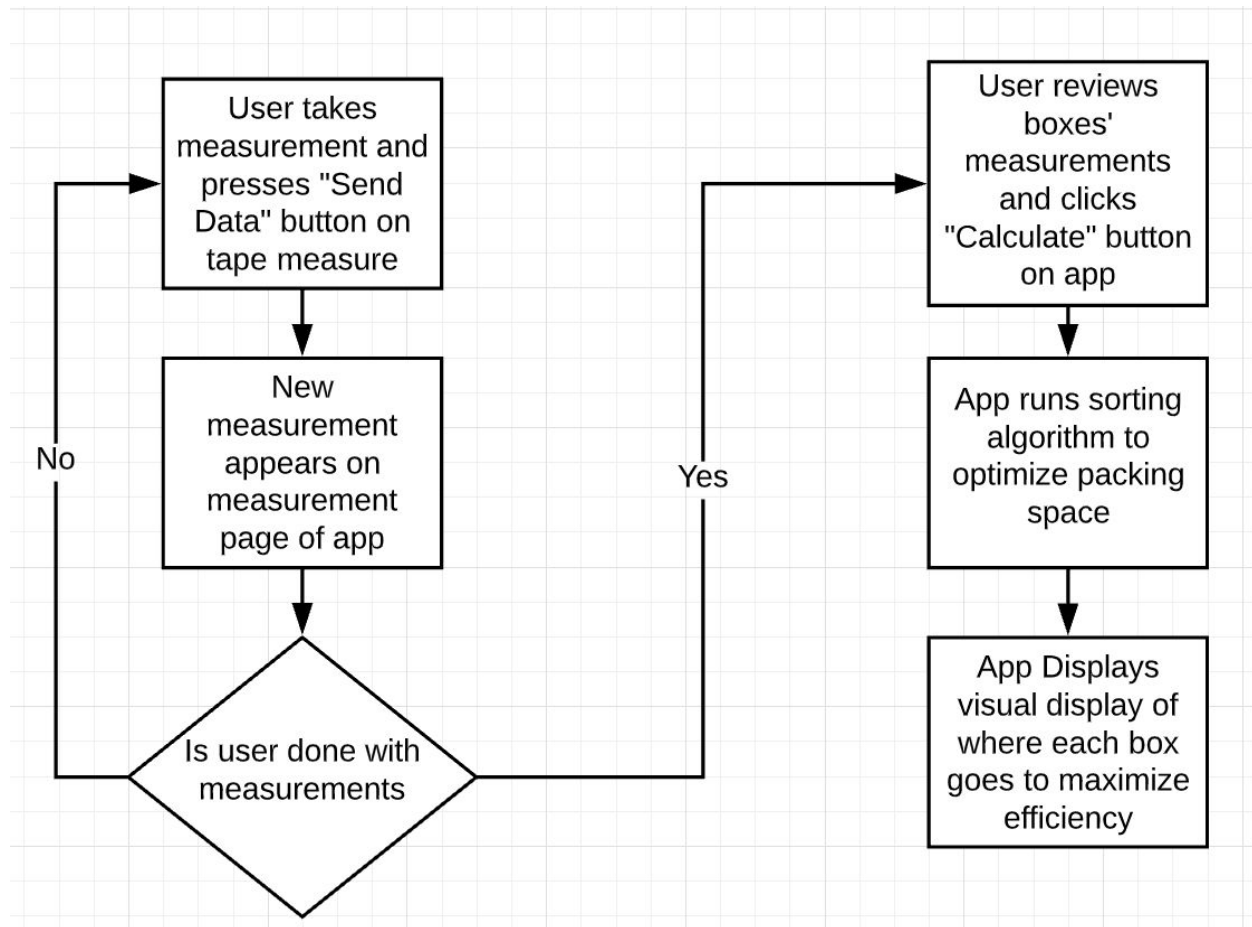 User takes
measurement and
presses "Send
Data" button on
tape measure
New
measurement
appears on
measurement
page of app
No
Is user done with
measurements
Yes
User reviews
boxes'
measurements
and clicks
"Calculate" button
on app
App runs sorting
algorithm to
optimize packing
space
App Displays
visual display of
where each box
goes to maximize
efficiency